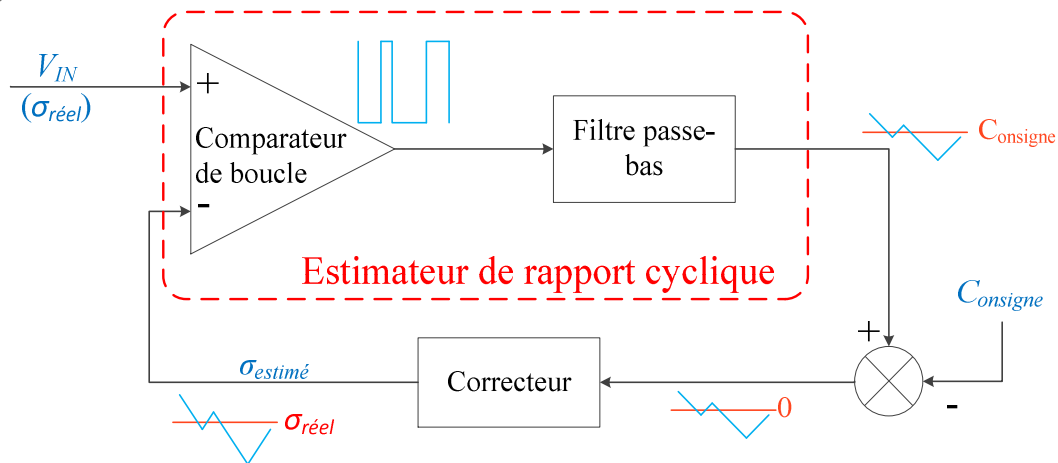 V_IN
(σ_réel)
+
Comparateur
de boucle
-
Filtre passe-
bas
C_onsigne
Estimateur de rapport cyclique
C_onsigne
+
-
σ_estimé
Correcteur
0
σ_réel